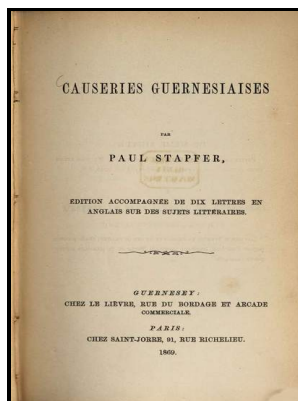 CAUSERIES GUERNESIAISES
PAR
PAUL STAPFER,
ÉDITION ACCOMPAGNÉE DE DIX LETTRES EN
ANGLAIS SUR DES SUJETS LITTÉRAIRES.
GUERNESEY:
CHEZ LE LIÈVRE, RUE DU BORDAGE ET ARCADE
COMMERCIALE.
PARIS:
CHEZ SAINT-JORRE, 91, RUE RICHELIEU.
1869.